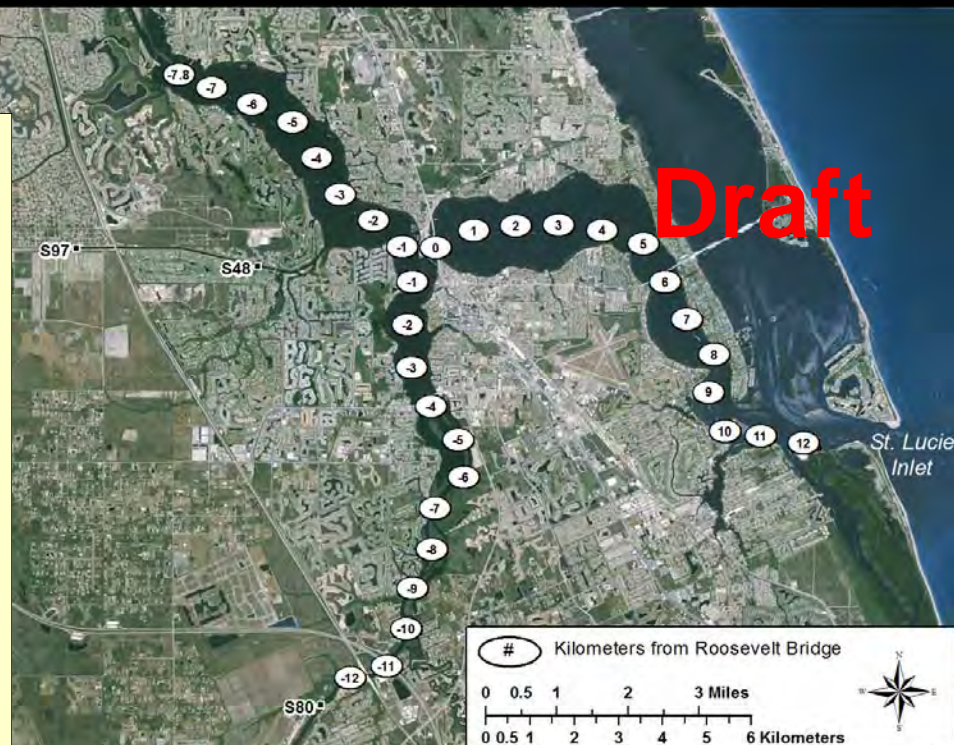 -7.8
-7
-6
-5
-4
-3
-2
-1
0
1
2
3
4
5
6
7
8
9
10
11
12
-1
-2
-3
-4
-5
-6
-7
-8
-9
-10
-11
-12
S97
S48
S80
Draft
St. Lucie
Inlet
# Kilometers from Roosevelt Bridge
0 0.5 1 2 3 Miles
0 0.5 1 2 3 4 5 6 Kilometers
N
W E
S